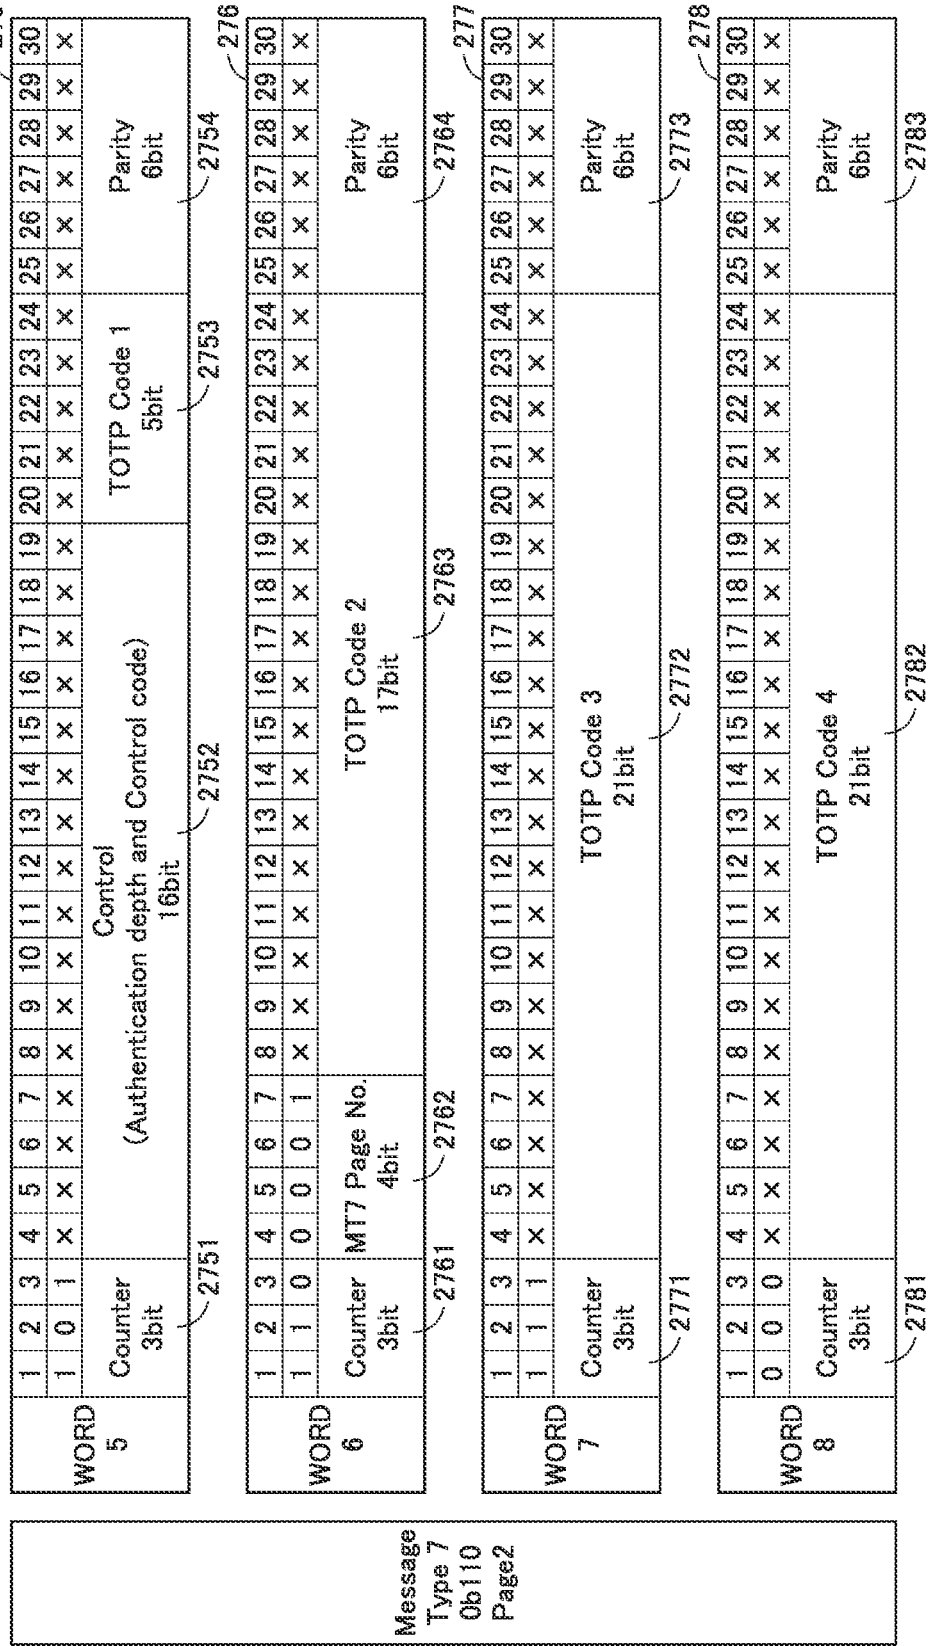 Message
Type 7
0b110
Page2
WORD
5
1 2 3 4 5 6 7 8 9 10 11 12 13 14 15 16 17 18 19 20 21 22 23 24 25 26 27 28 29 30
1 0 1 × × × × × × × × × × × × × × × × × × × × × × × × × × ×
Counter
3bit
Control
(Authentication depth and Control code)
16bit
TOTP Code 1
5bit
Parity
6bit
2751
2752
2753
2754
276
WORD
6
1 2 3 4 5 6 7 8 9 10 11 12 13 14 15 16 17 18 19 20 21 22 23 24 25 26 27 28 29 30
1 1 0 0 0 0 1 × × × × × × × × × × × × × × × × × × × × × × ×
Counter
3bit
MT7 Page No.
4bit
TOTP Code 2
17bit
Parity
6bit
2761
2762
2763
2764
277
WORD
7
1 2 3 4 5 6 7 8 9 10 11 12 13 14 15 16 17 18 19 20 21 22 23 24 25 26 27 28 29 30
1 1 1 × × × × × × × × × × × × × × × × × × × × × × × × × × ×
Counter
3bit
TOTP Code 3
21bit
Parity
6bit
2771
2772
2773
278
WORD
8
1 2 3 4 5 6 7 8 9 10 11 12 13 14 15 16 17 18 19 20 21 22 23 24 25 26 27 28 29 30
0 0 0 × × × × × × × × × × × × × × × × × × × × × × × × × × ×
Counter
3bit
TOTP Code 4
21bit
Parity
6bit
2781
2782
2783